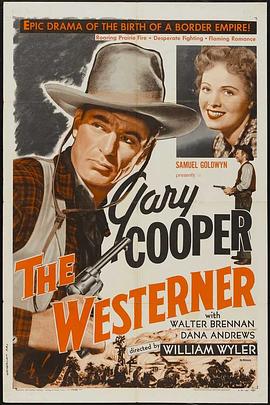 EPIC DRAMA OF THE BIRTH OF A BORDER EMPIRE!
Roaring Prairie Fire • Desperate Fighting • Flaming Romance
SAMUEL GOLDWYN
presents
Gary
COOPER
THE
WESTERNER
with
WALTER BRENNAN
DANA ANDREWS
directed by
WILLIAM WYLER